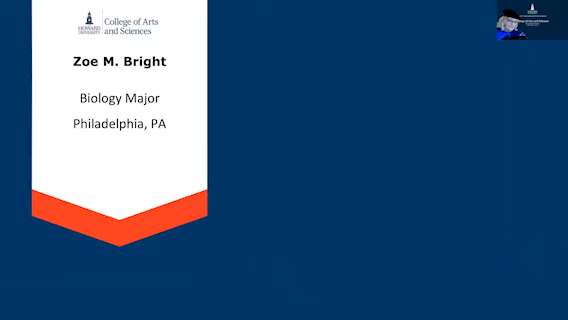 HOWARD
UNIVERSITY
College of Arts
and Sciences
Zoe M. Bright
Biology Major
Philadelphia, PA